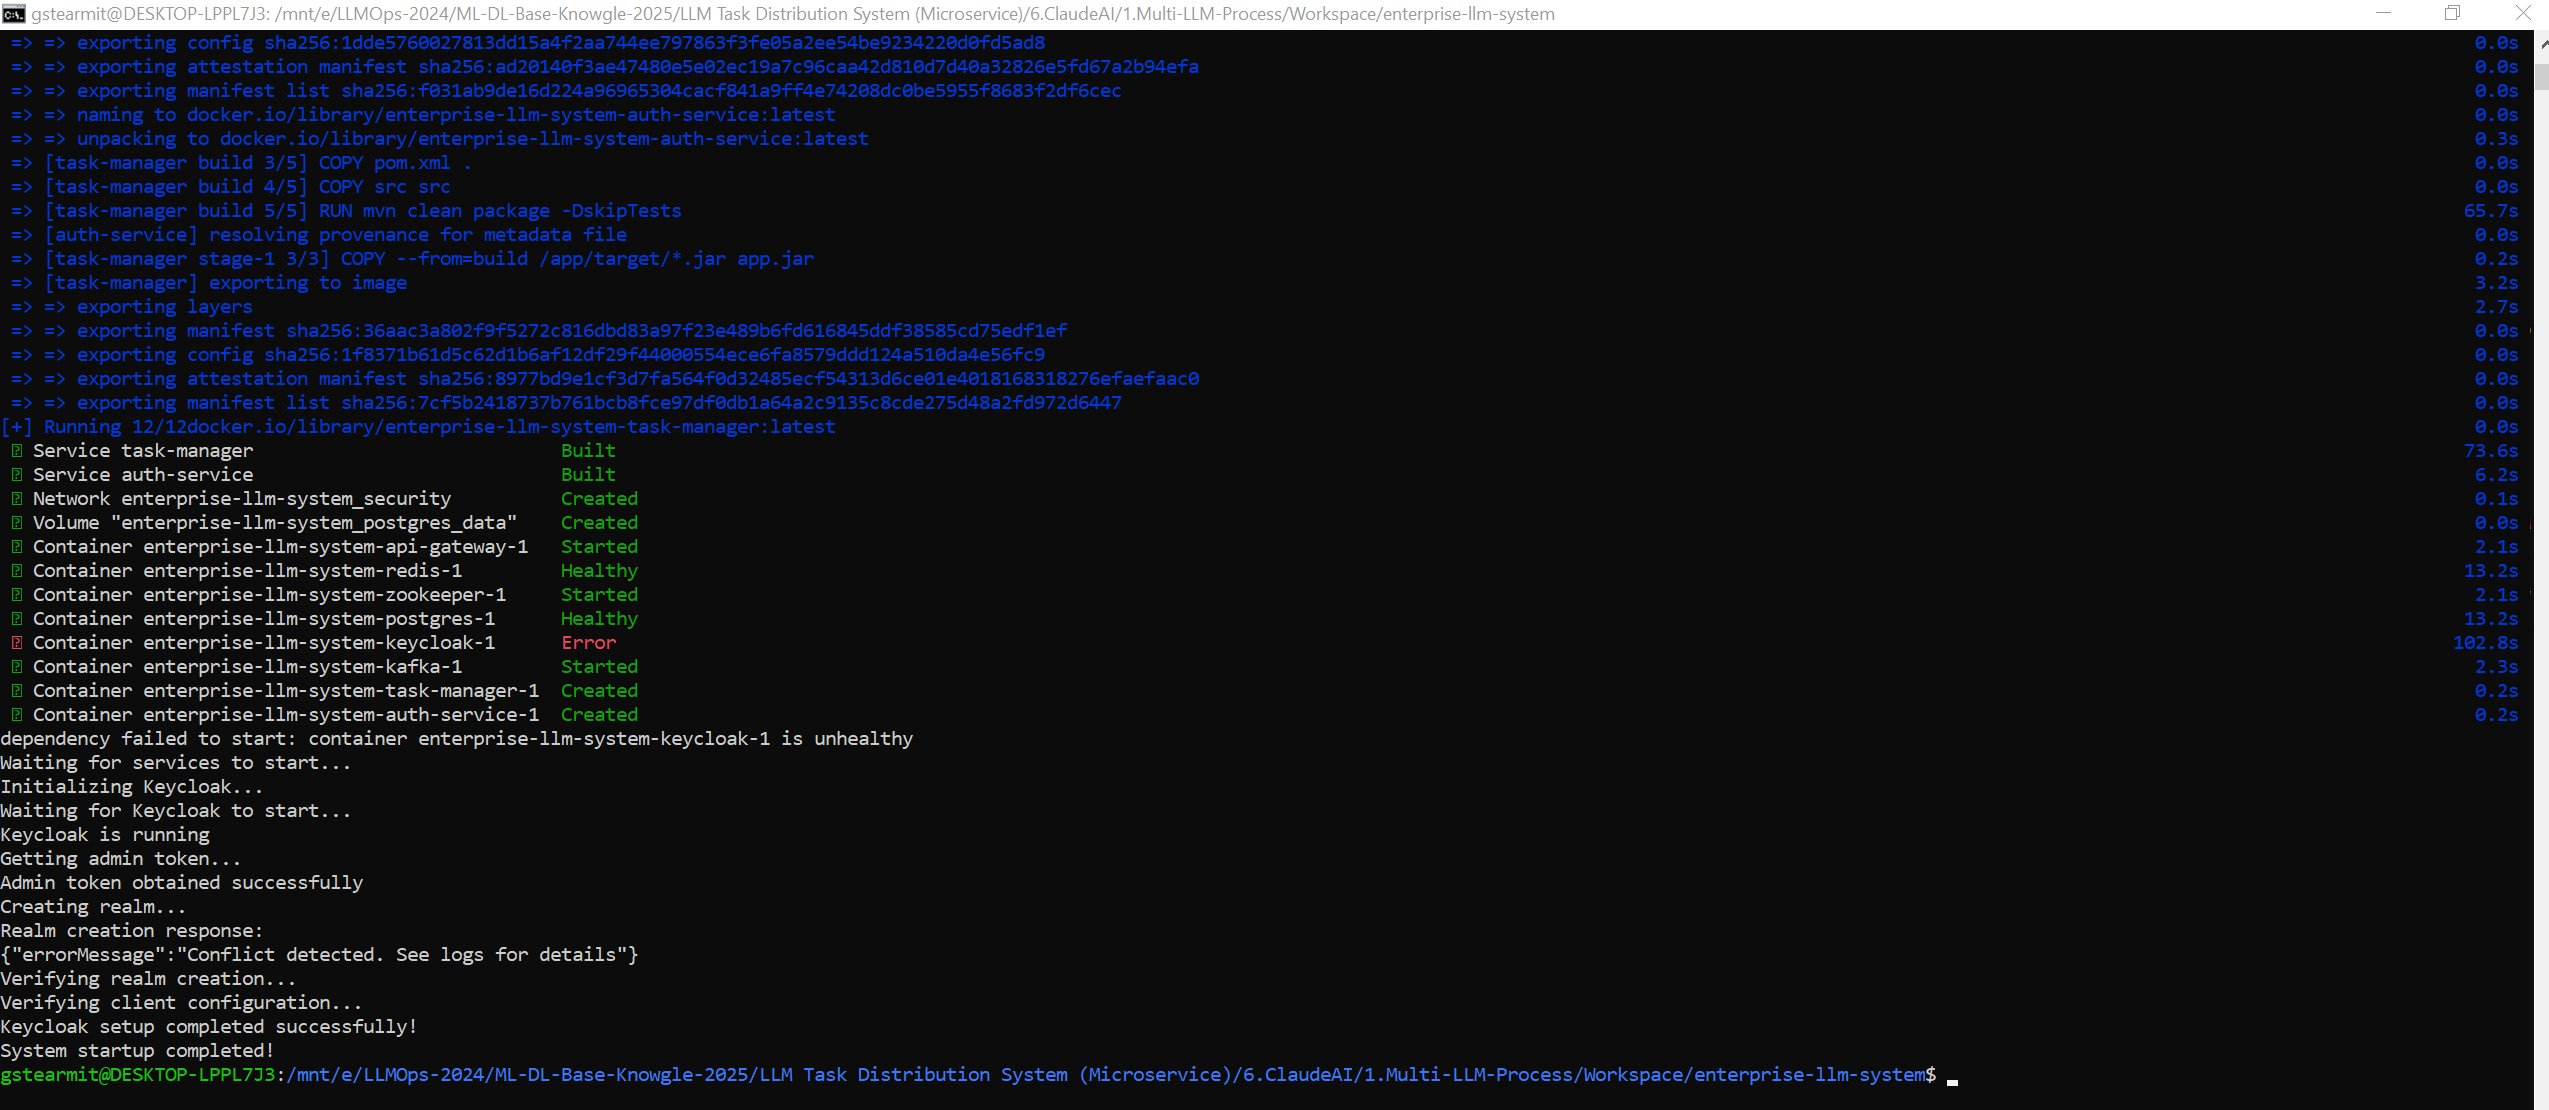 gstearmit@DESKTOP-LPPL7J3: /mnt/e/LLMOps-2024/ML-DL-Base-Knowgle-2025/LLM Task Distribution System (Microservice)/6.ClaudeAI/1.Multi-LLM-Process/Workspace/enterprise-llm-system
=> => exporting config sha256:1dde5760027813dd15a4f2aa744ee797863f3fe05a2ee54be9234220d0fd5ad8 0.0s
=> => exporting attestation manifest sha256:ad20140f3ae47480e5e02ec19a7c96caa42d810d7d40a32826e5fd67a2b94efa 0.0s
=> => exporting manifest list sha256:f031ab9de16d224a96965304cacf841a9ff4e74208dc0be5955f8683f2df6cec 0.0s
=> => naming to docker.io/library/enterprise-llm-system-auth-service:latest 0.0s
=> => unpacking to docker.io/library/enterprise-llm-system-auth-service:latest 0.3s
=> [task-manager build 3/5] COPY pom.xml . 0.0s
=> [task-manager build 4/5] COPY src src 0.0s
=> [task-manager build 5/5] RUN mvn clean package -DskipTests 65.7s
=> [auth-service] resolving provenance for metadata file 0.0s
=> [task-manager stage-1 3/3] COPY --from=build /app/target/*.jar app.jar 0.2s
=> [task-manager] exporting to image 3.2s
=> => exporting layers 2.7s
=> => exporting manifest sha256:36aac3a802f9f5272c816dbd83a97f23e489b6fd616845ddf38585cd75edf1ef 0.0s
=> => exporting config sha256:1f8371b61d5c62d1b6af12df29f44000554ece6fa8579ddd124a510da4e56fc9 0.0s
=> => exporting attestation manifest sha256:8977bd9e1cf3d7fa564f0d32485ecf54313d6ce01e4018168318276efaefaac0 0.0s
=> => exporting manifest list sha256:7cf5b2418737b761bcb8fce97df0db1a64a2c9135c8cde275d48a2fd972d6447 0.0s
[+] Running 12/12docker.io/library/enterprise-llm-system-task-manager:latest 0.0s
Service task-manager Built 73.6s
Service auth-service Built 6.2s
Network enterprise-llm-system_security Created 0.1s
Volume "enterprise-llm-system_postgres_data" Created 0.0s
Container enterprise-llm-system-api-gateway-1 Started 2.1s
Container enterprise-llm-system-redis-1 Healthy 13.2s
Container enterprise-llm-system-zookeeper-1 Started 2.1s
Container enterprise-llm-system-postgres-1 Healthy 13.2s
Container enterprise-llm-system-keycloak-1 Error 102.8s
Container enterprise-llm-system-kafka-1 Started 2.3s
Container enterprise-llm-system-task-manager-1 Created 0.2s
Container enterprise-llm-system-auth-service-1 Created 0.2s
dependency failed to start: container enterprise-llm-system-keycloak-1 is unhealthy
Waiting for services to start...
Initializing Keycloak...
Waiting for Keycloak to start...
Keycloak is running
Getting admin token...
Admin token obtained successfully
Creating realm...
Realm creation response:
{"errorMessage":"Conflict detected. See logs for details"}
Verifying realm creation...
Verifying client configuration...
Keycloak setup completed successfully!
System startup completed!
gstearmit@DESKTOP-LPPL7J3:/mnt/e/LLMOps-2024/ML-DL-Base-Knowgle-2025/LLM Task Distribution System (Microservice)/6.ClaudeAI/1.Multi-LLM-Process/Workspace/enterprise-llm-system$